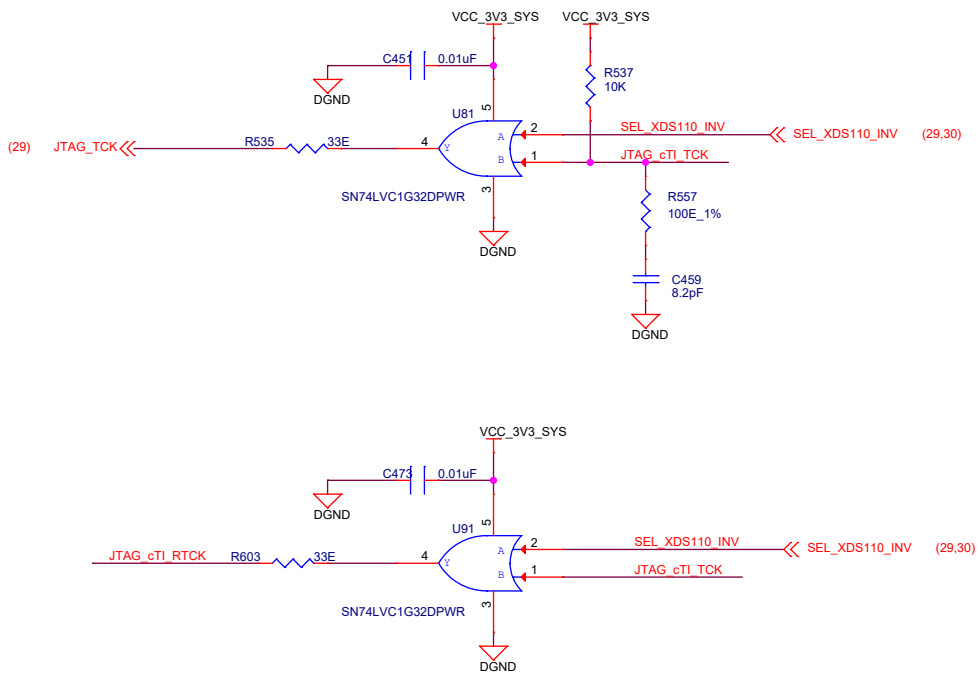 VCC_3V3_SYS VCC_3V3_SYS
C451 0.01uF
R537
10K
DGND
5
U81
A 2 SEL_XDS110_INV SEL_XDS110_INV (29,30)
(29) JTAG_TCK R535 33E 4 Y
B 1 JTAG_cTI_TCK
3
SN74LVC1G32DPWR
R557
100E_1%
DGND
C459
8.2pF
DGND
VCC_3V3_SYS
C473 0.01uF
DGND
5
U91
A 2 SEL_XDS110_INV SEL_XDS110_INV (29,30)
JTAG_cTI_RTCK R603 33E 4 Y
B 1 JTAG_cTI_TCK
3
SN74LVC1G32DPWR
DGND